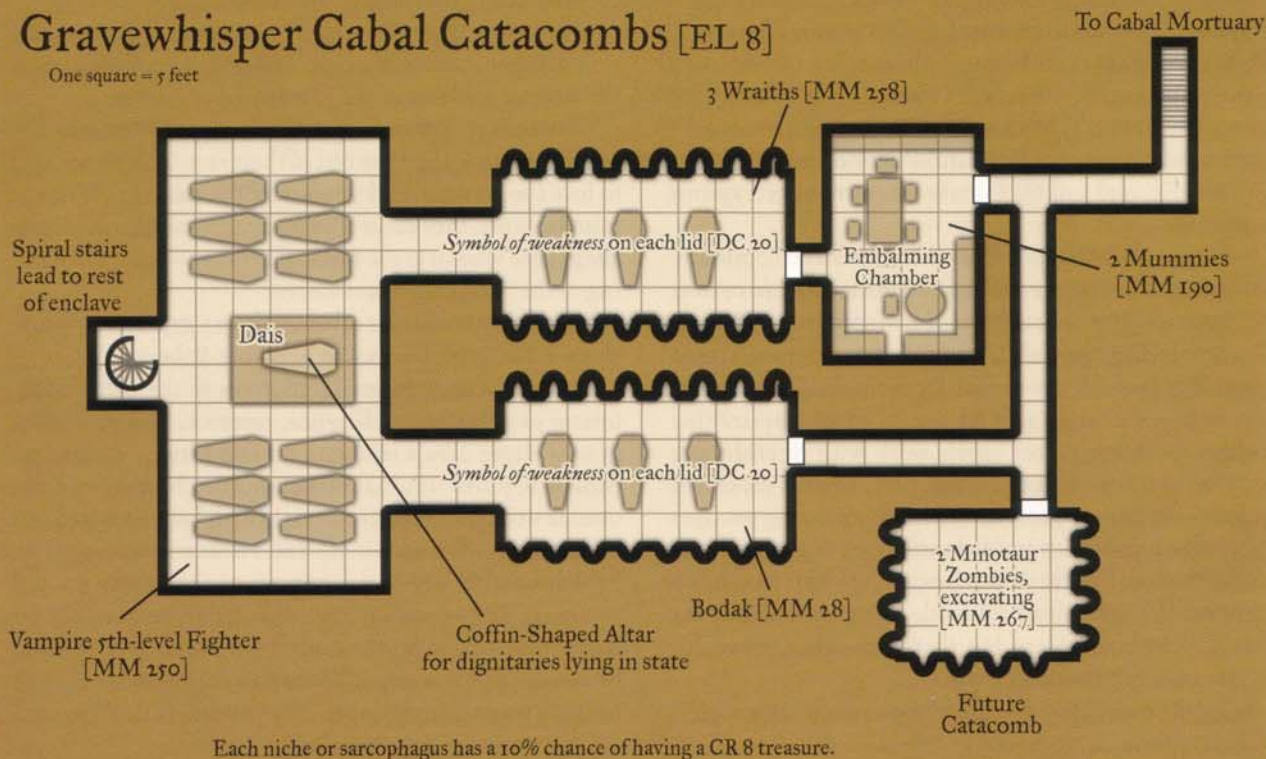 Gravewhisper Cabal Catacombs [EL 8]
One square = 5 feet
To Cabal Mortuary
3 Wraiths [MM 258]
Symbol of weakness on each lid [DC 20]
Embalming
Chamber
2 Mummies
[MM 190]
Spiral stairs
lead to rest
of enclave
Dais
Symbol of weakness on each lid [DC 20]
2 Minotaur
Zombies,
excavating
[MM 267]
Bodak [MM 28]
Vampire 5th-level Fighter
[MM 250]
Coffin-Shaped Altar
for dignitaries lying in state
Future
Catacomb
Each niche or sarcophagus has a 10% chance of having a CR 8 treasure.